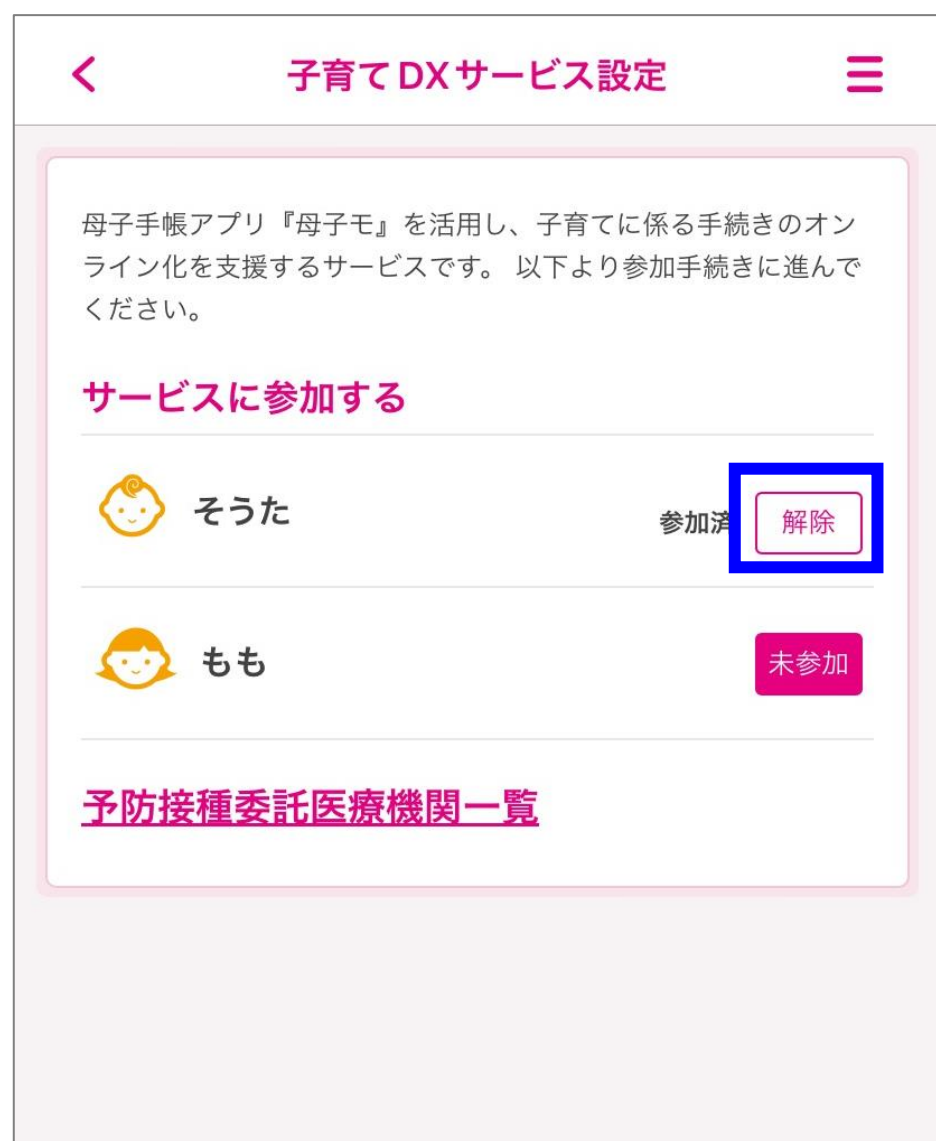 子育てDXサービス設定
母子手帳アプリ『母子モ』を活用し、子育てに係る手続きのオン
ライン化を支援するサービスです。 以下より参加手続きに進んで
ください。
サービスに参加する
そうた
参加済
解除
もも
未参加
予防接種委託医療機関一覧